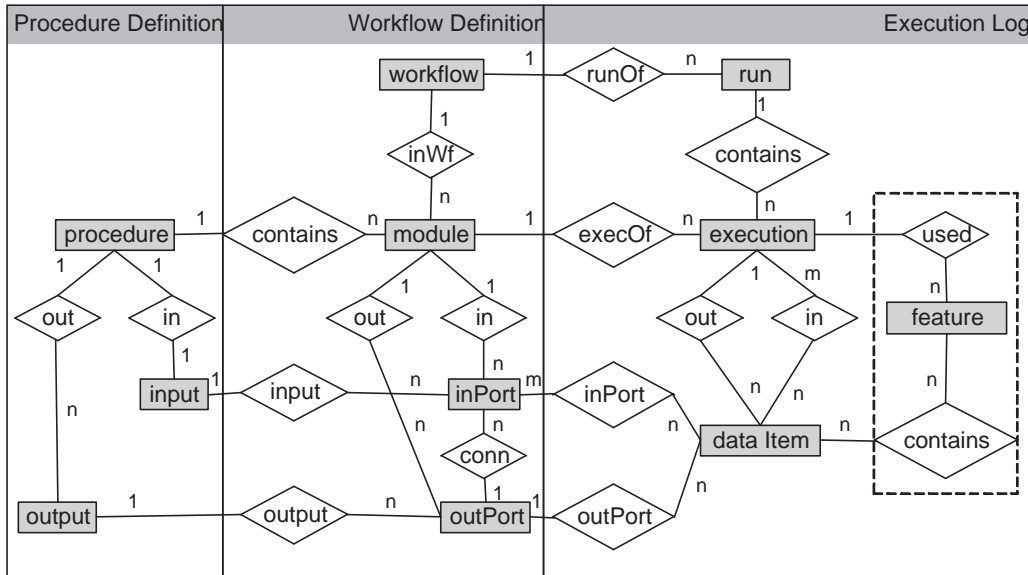 Procedure Definition
Workflow Definition
Execution Log
workflow
1
runOf
n
run
1
1
inWf
contains
n
n
procedure
1
contains
n
module
1
execOf
n
execution
1
used
1
1
1
1
1
m
n
feature
out
in
out
in
out
in
1
n
n
n
n
input
1
input
n
inPort
m
inPort
n
n
n
n
data Item
n
contains
conn
n
1
output
1
output
n
outPort
1
outPort
n